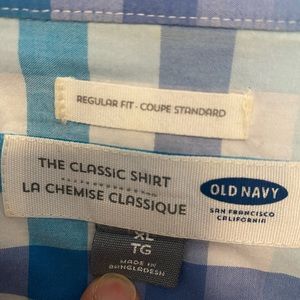 REGULAR FIT - COUPE STANDARD
THE CLASSIC SHIRT
LA CHEMISE CLASSIQUE
OLD NAVY
SAN FRANCISCO
CALIFORNIA
XL
TG
MADE IN
BANGLADESH